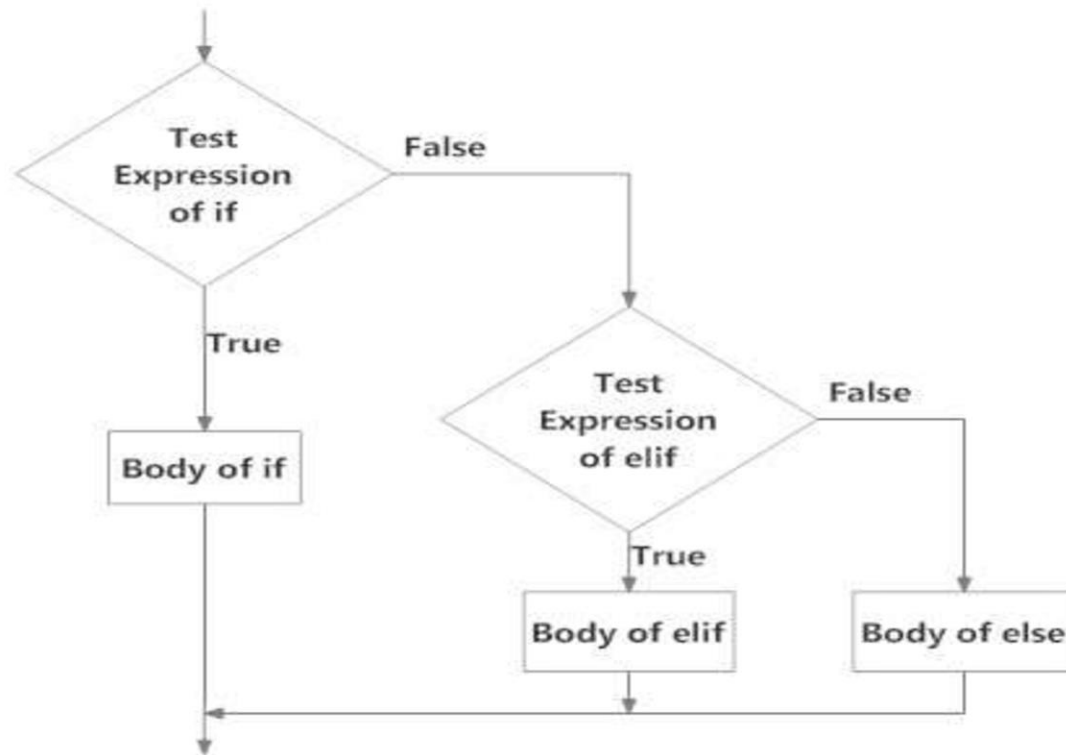 Test
Expression
of if
False
True
Body of if
Test
Expression
of elif
False
True
Body of elif
Body of else